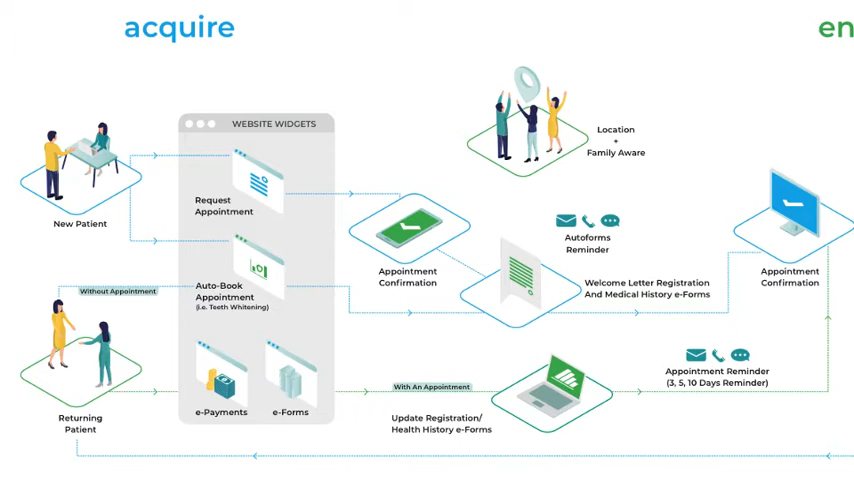 acquire
en
WEBSITE WIDGETS
Location
+
Family Aware
Request
Appointment
New Patient
Autoforms
Reminder
Appointment
Confirmation
Appointment
Confirmation
Without Appointment
Auto-Book
Appointment
(i.e. Teeth Whitening)
Welcome Letter Registration
And Medical History e-Forms
Appointment Reminder
(3, 5, 10 Days Reminder)
With An Appointment
e-Payments
e-Forms
Returning
Patient
Update Registration/
Health History e-Forms